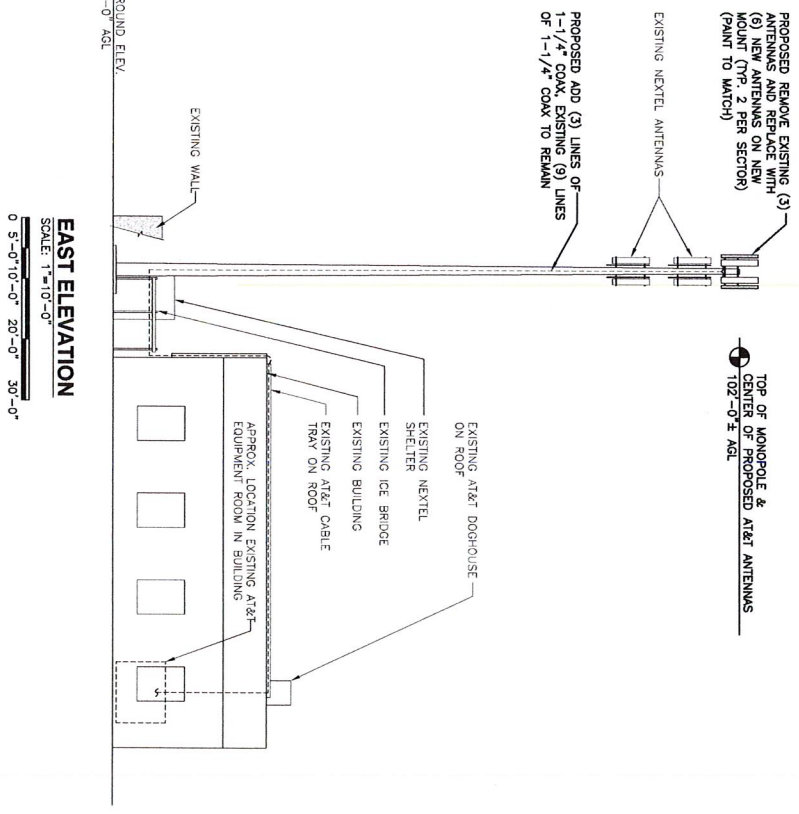 PROPOSED REMOVE EXISTING (3)
ANTENNAS AND REPLACE WITH
(6) NEW ANTENNAS ON NEW
MOUNT (TYP. 2 PER SECTOR)
(PAINT TO MATCH)
EXISTING NEXTEL ANTENNAS
PROPOSED ADD (3) LINES OF
1-1/4" COAX, EXISTING (9) LINES
OF 1-1/4" COAX TO REMAIN
TOP OF MONOPOLE &
CENTER OF PROPOSED AT&T ANTENNAS
102'-0"± AGL
EXISTING AT&T DOGHOUSE
ON ROOF
EXISTING NEXTEL
SHELTER
EXISTING ICE BRIDGE
EXISTING BUILDING
EXISTING AT&T CABLE
TRAY ON ROOF
APPROX. LOCATION EXISTING AT&T
EQUIPMENT ROOM IN BUILDING
EXISTING WALL
ROUND ELEV.
-0" AGL
EAST ELEVATION
SCALE: 1"=10'-0"
0 5'-0"10'-0" 20'-0" 30'-0"